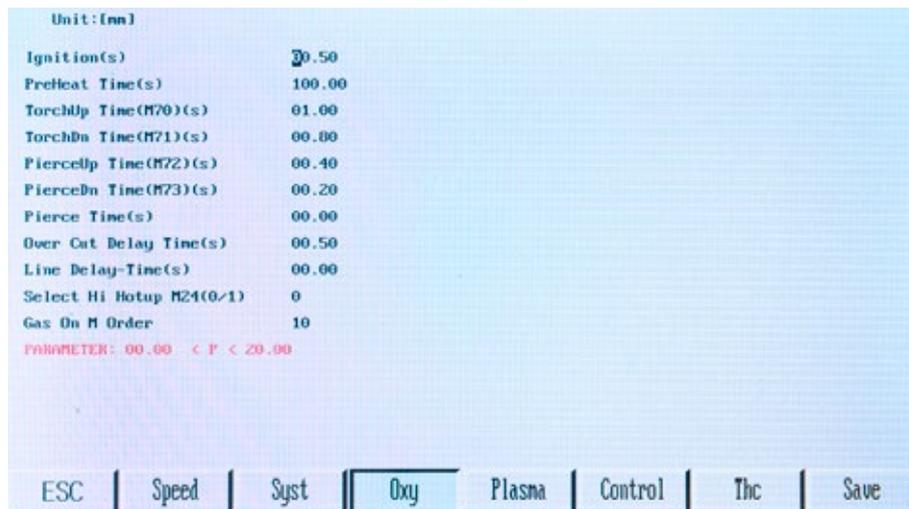 Unit:[mm]
Ignition(s) 00.50
PreHeat Time(s) 100.00
TorchUp Time(M70)(s) 01.00
TorchDn Time(M71)(s) 00.80
PierceUp Time(M72)(s) 00.40
PierceDn Time(M73)(s) 00.20
Pierce Time(s) 00.00
Over Cut Delay Time(s) 00.50
Line Delay-Time(s) 00.00
Select Hi Hotup M24(0/1) 0
Gas On M Order 10
PARAMETER: 00.00 < P < 20.00
ESC Speed Syst Oxy Plasma Control Thc Save